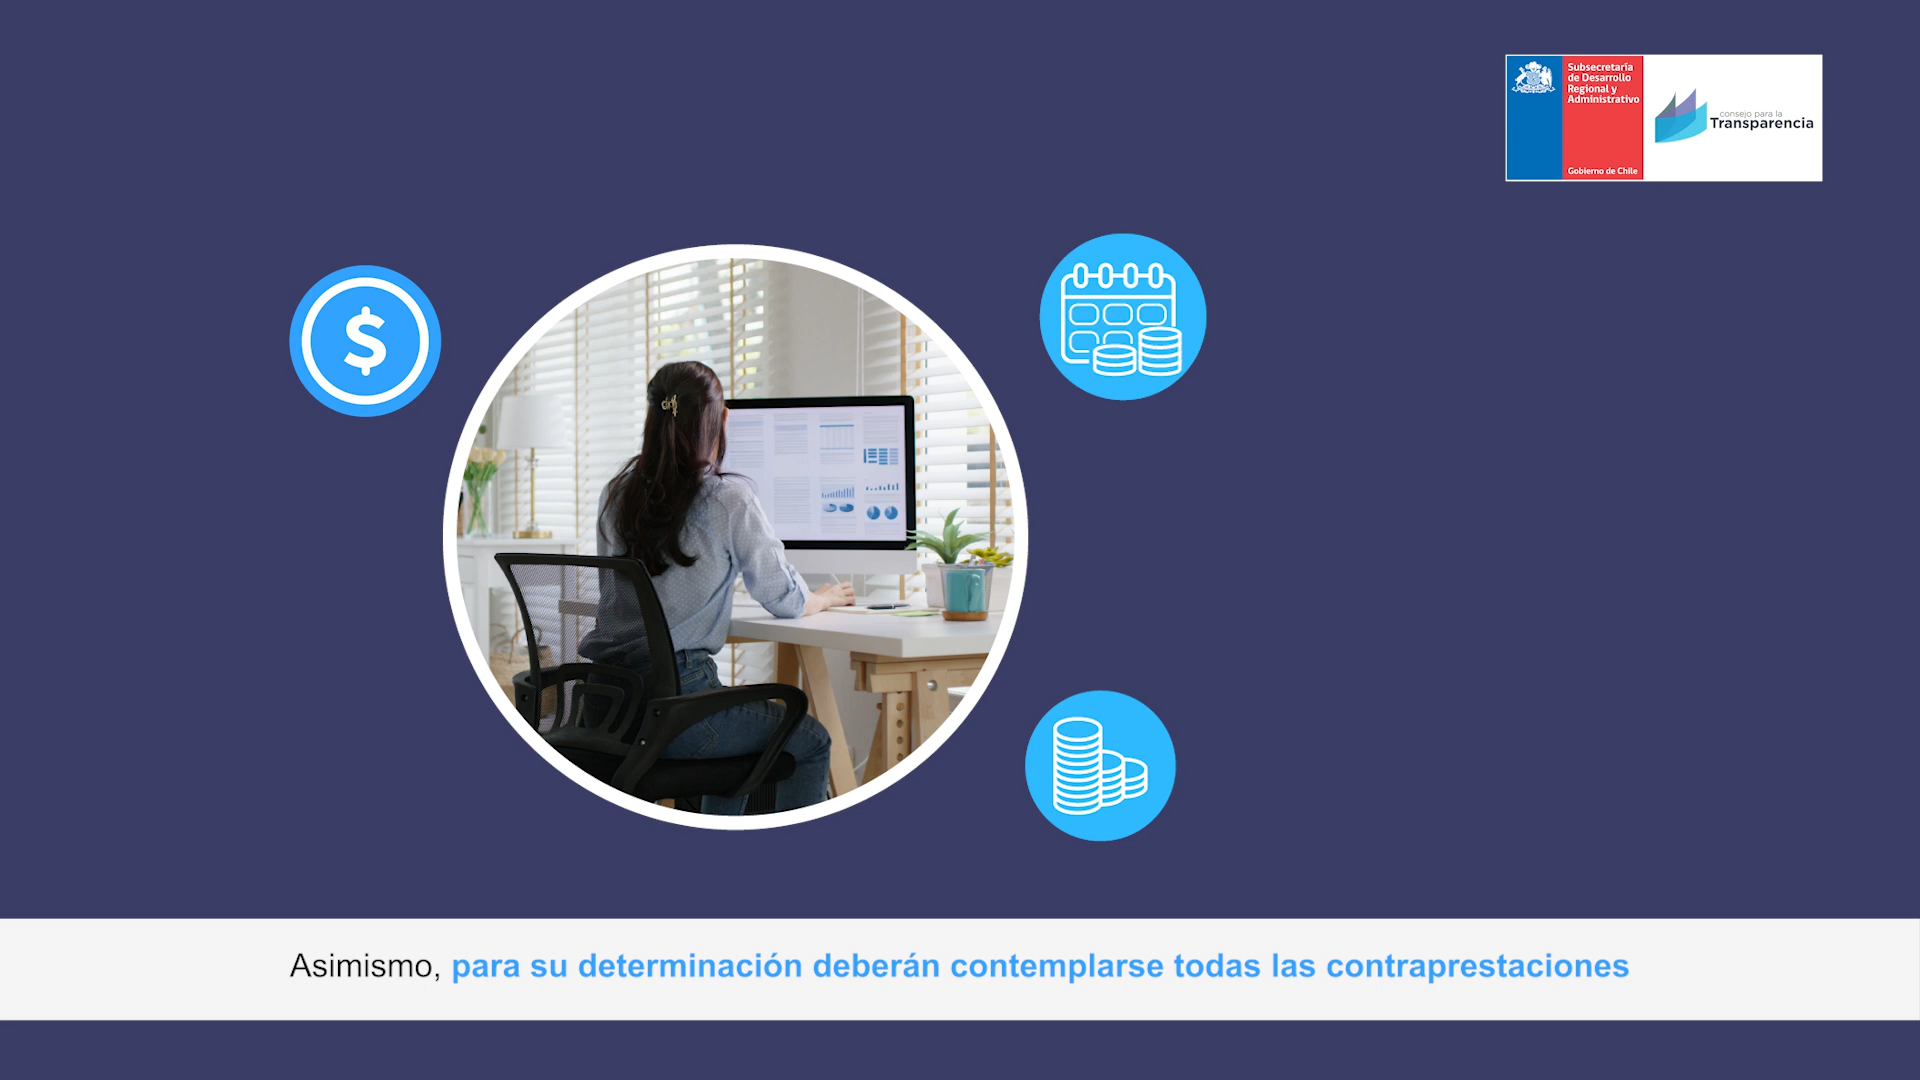 Subsecretaría
de Desarrollo
Regional y
Administrativo
Gobierno de Chile
consejo para la
Transparencia
$
Asimismo, para su determinación deberán contemplarse todas las contraprestaciones